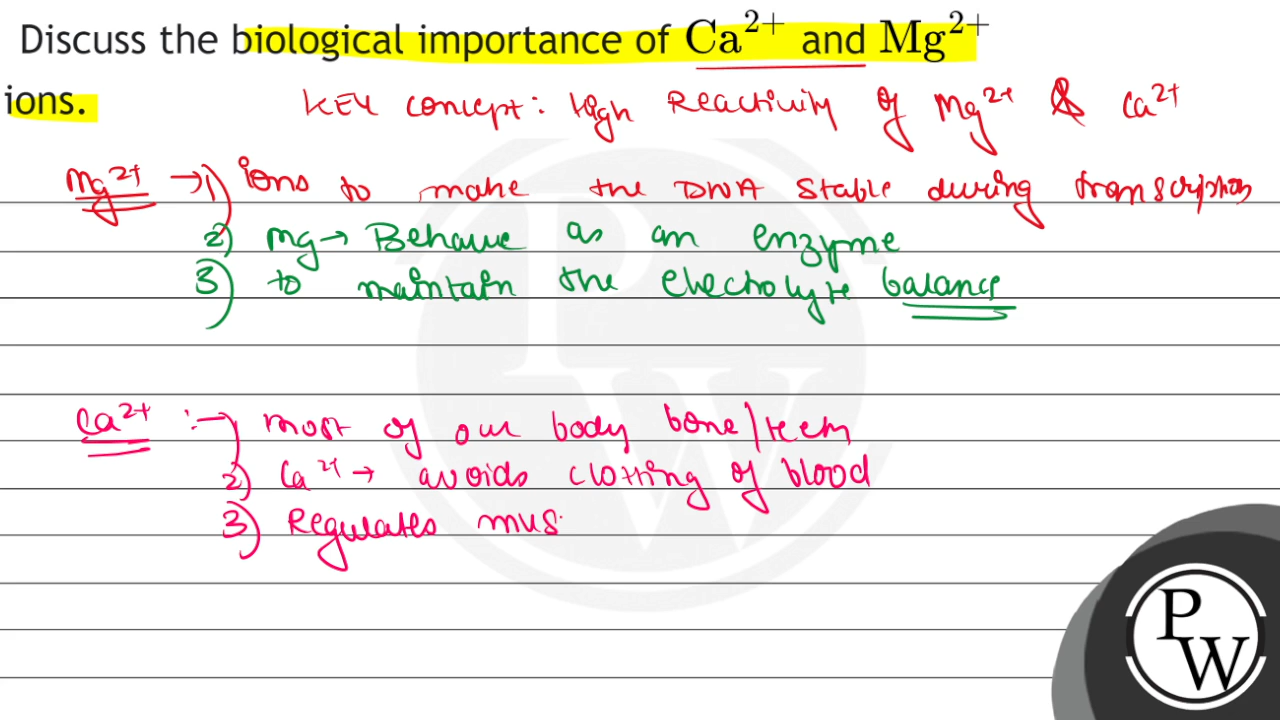 Discuss the biological importance of Ca²⁺ and Mg²⁺
ions.
KEY concept: High Reactivity of Mg²⁺ & Ca²⁺
Mg²⁺ → 1) ions to make the DNA stable during transcription
2) mg → Behave as an enzyme
3) to maintain the electrolyte balance
Ca²⁺ :→ most of our body bone/teeth
2) Ca²⁺ → avoids clotting of blood
3) Regulates mus
P
W